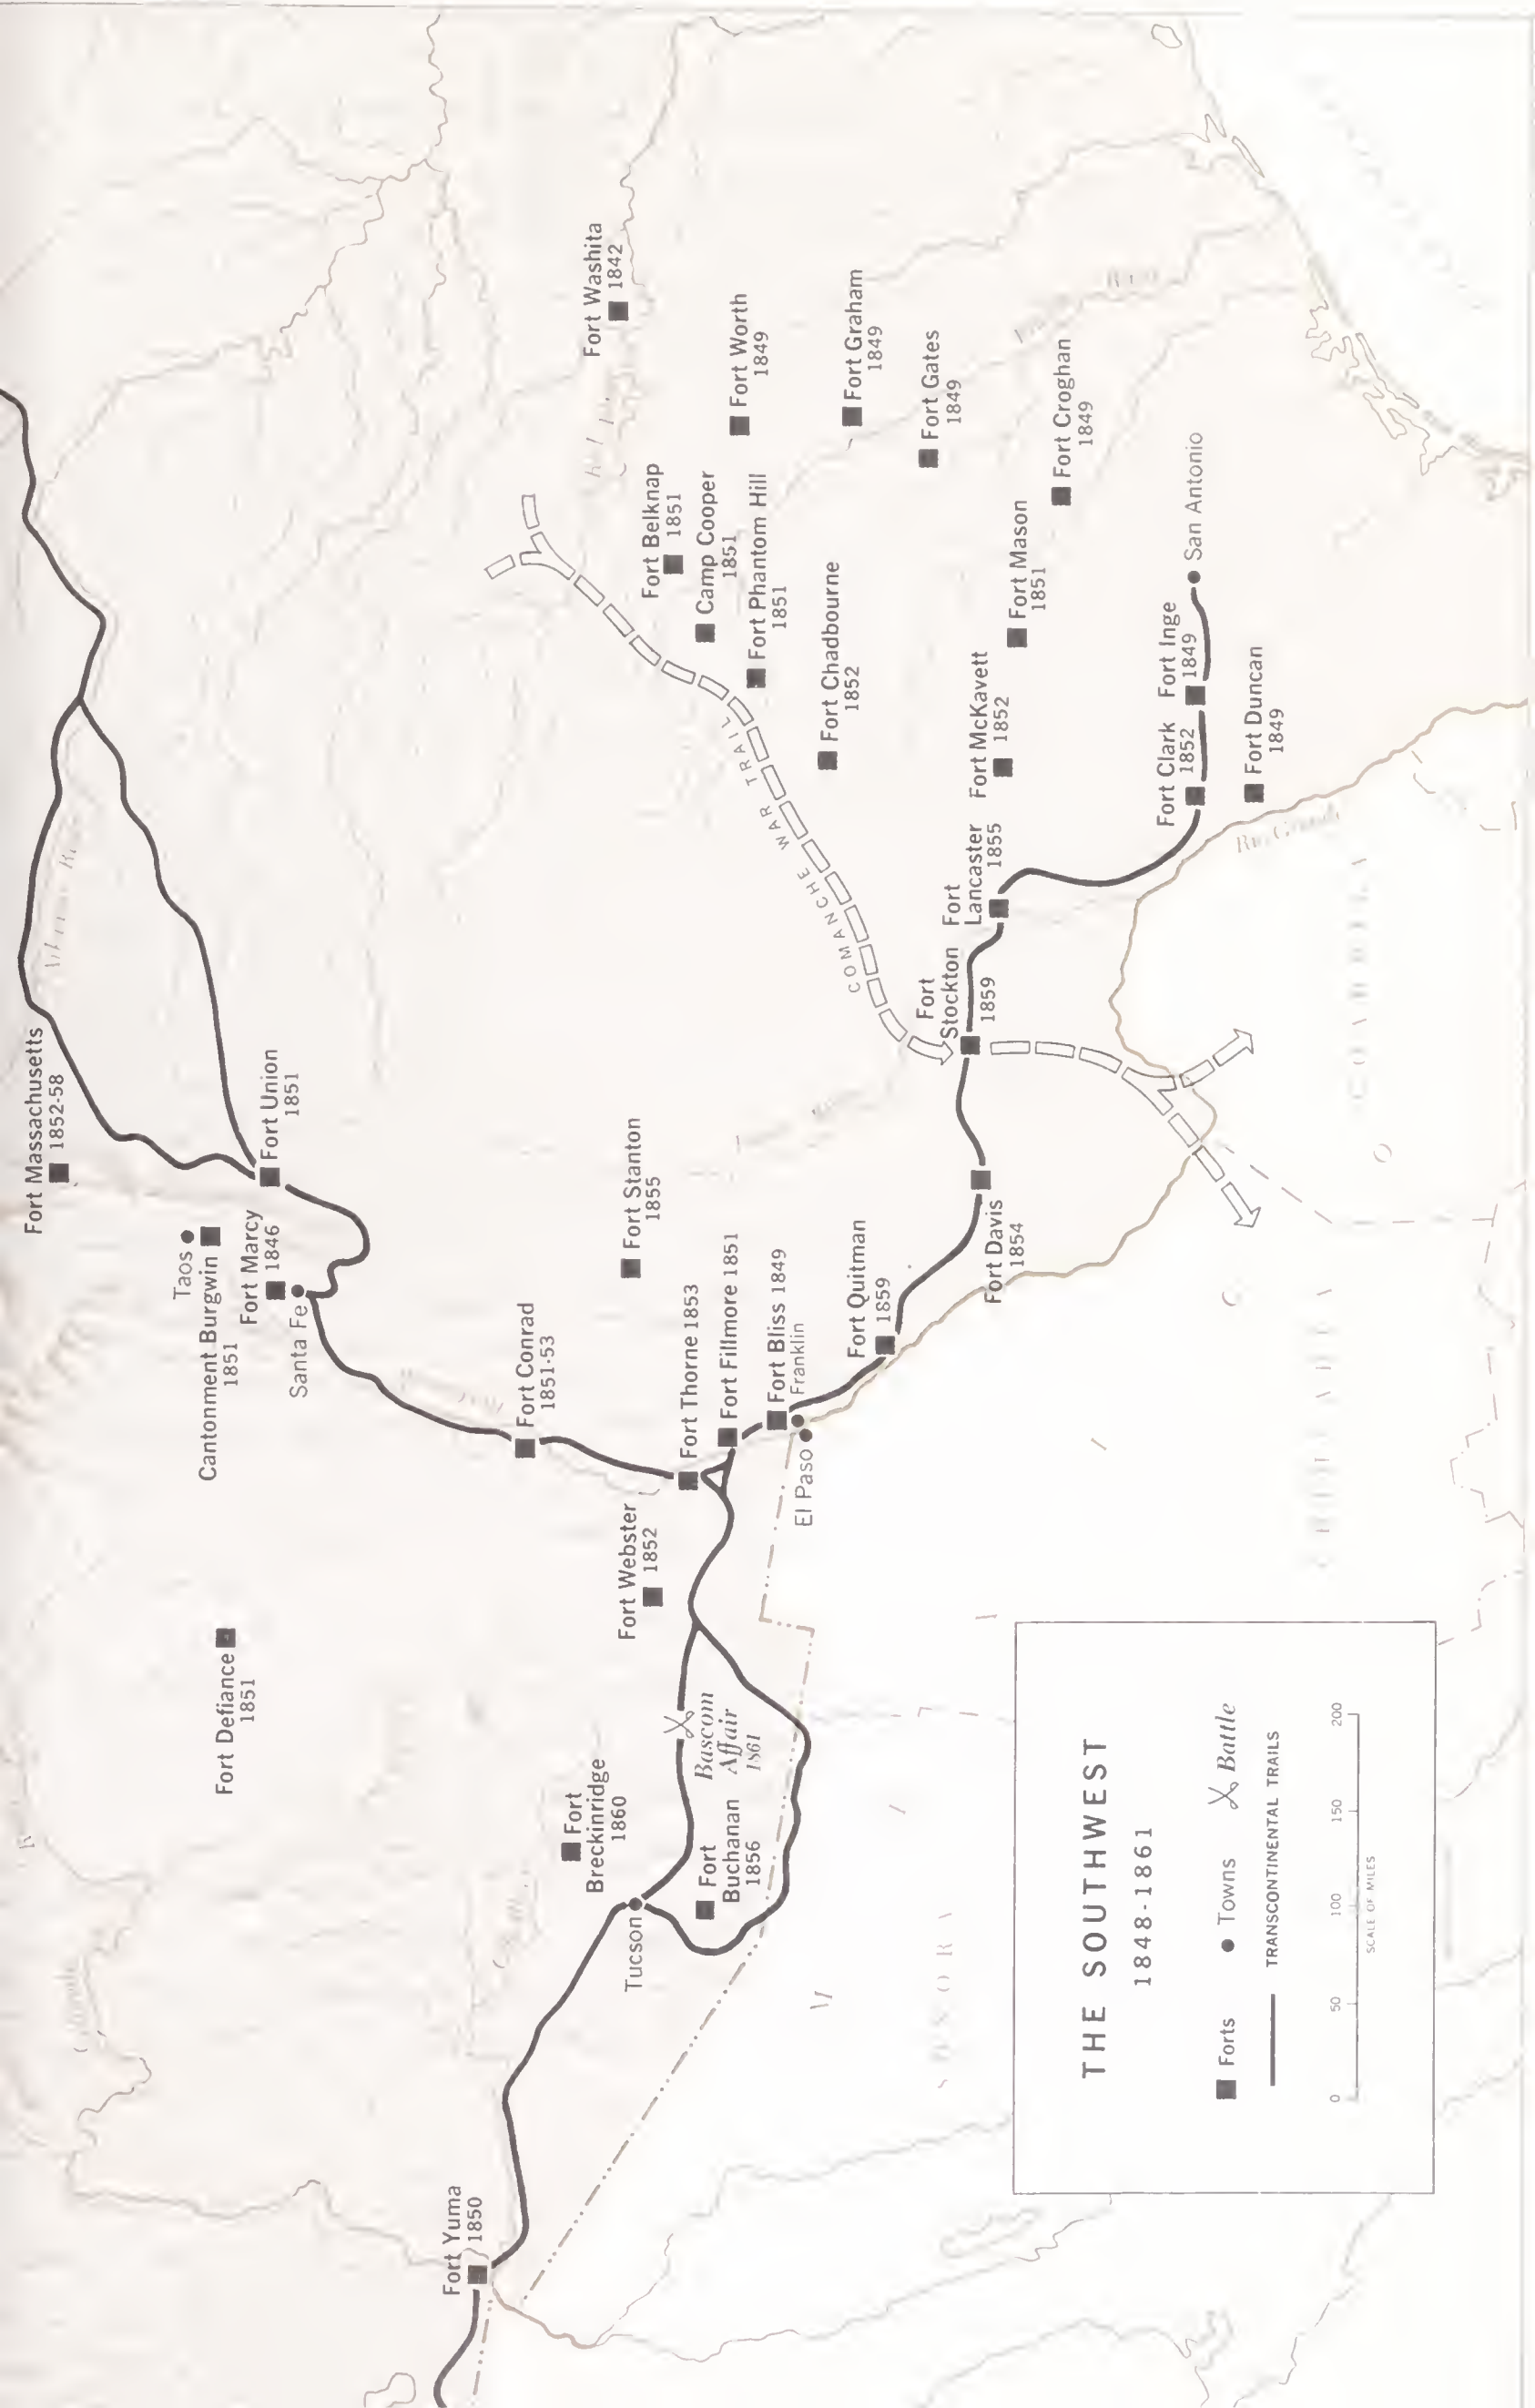 Fort Massachusetts
1852-58
Taos
Cantonment Burgwin
1851
Fort Marcy
1846
Santa Fe
Fort Union
1851
Fort Defiance
1851
Fort Conrad
1851-53
Fort Stanton
1855
Fort Thorne 1853
Fort Fillmore 1851
Fort Bliss 1849
Franklin
El Paso
Fort Webster
1852
Fort Quitman
1859
Fort Davis
1854
Fort
Stockton
1859
Fort
Lancaster
1855
Fort McKavett
1852
Fort Mason
1851
Fort Clark
1852
Fort Inge
1849
San Antonio
Fort Duncan
1849
Fort Croghan
1849
Fort Gates
1849
Fort Graham
1849
Fort Worth
1849
Fort Washita
1842
Fort Belknap
1851
Camp Cooper
1851
Fort Phantom Hill
1851
Fort Chadbourne
1852
COMANCHE WAR TRAIL
Rio Grande
COAHUILA
CHIHUAHUA
SONORA
Fort
Breckinridge
1860
Bascom
Affair
1861
Fort
Buchanan
1856
Tucson
Fort Yuma
1850
THE SOUTHWEST
1848-1861
Forts
Towns
Battle
TRANSCONTINENTAL TRAILS
0 50 100 150 200
SCALE OF MILES